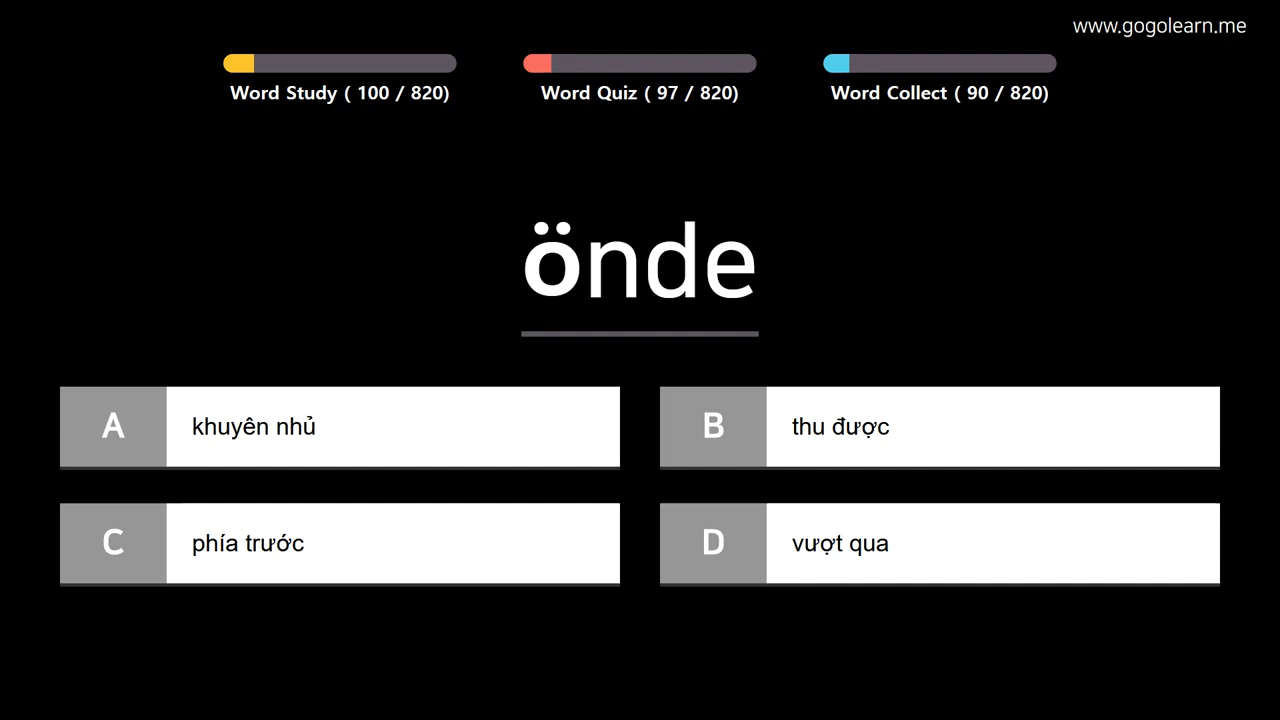 www.gogolearn.me
Word Study ( 100 / 820)
Word Quiz ( 97 / 820)
Word Collect ( 90 / 820)
önde
A
khuyên nhủ
B
thu được
C
phía trước
D
vượt qua